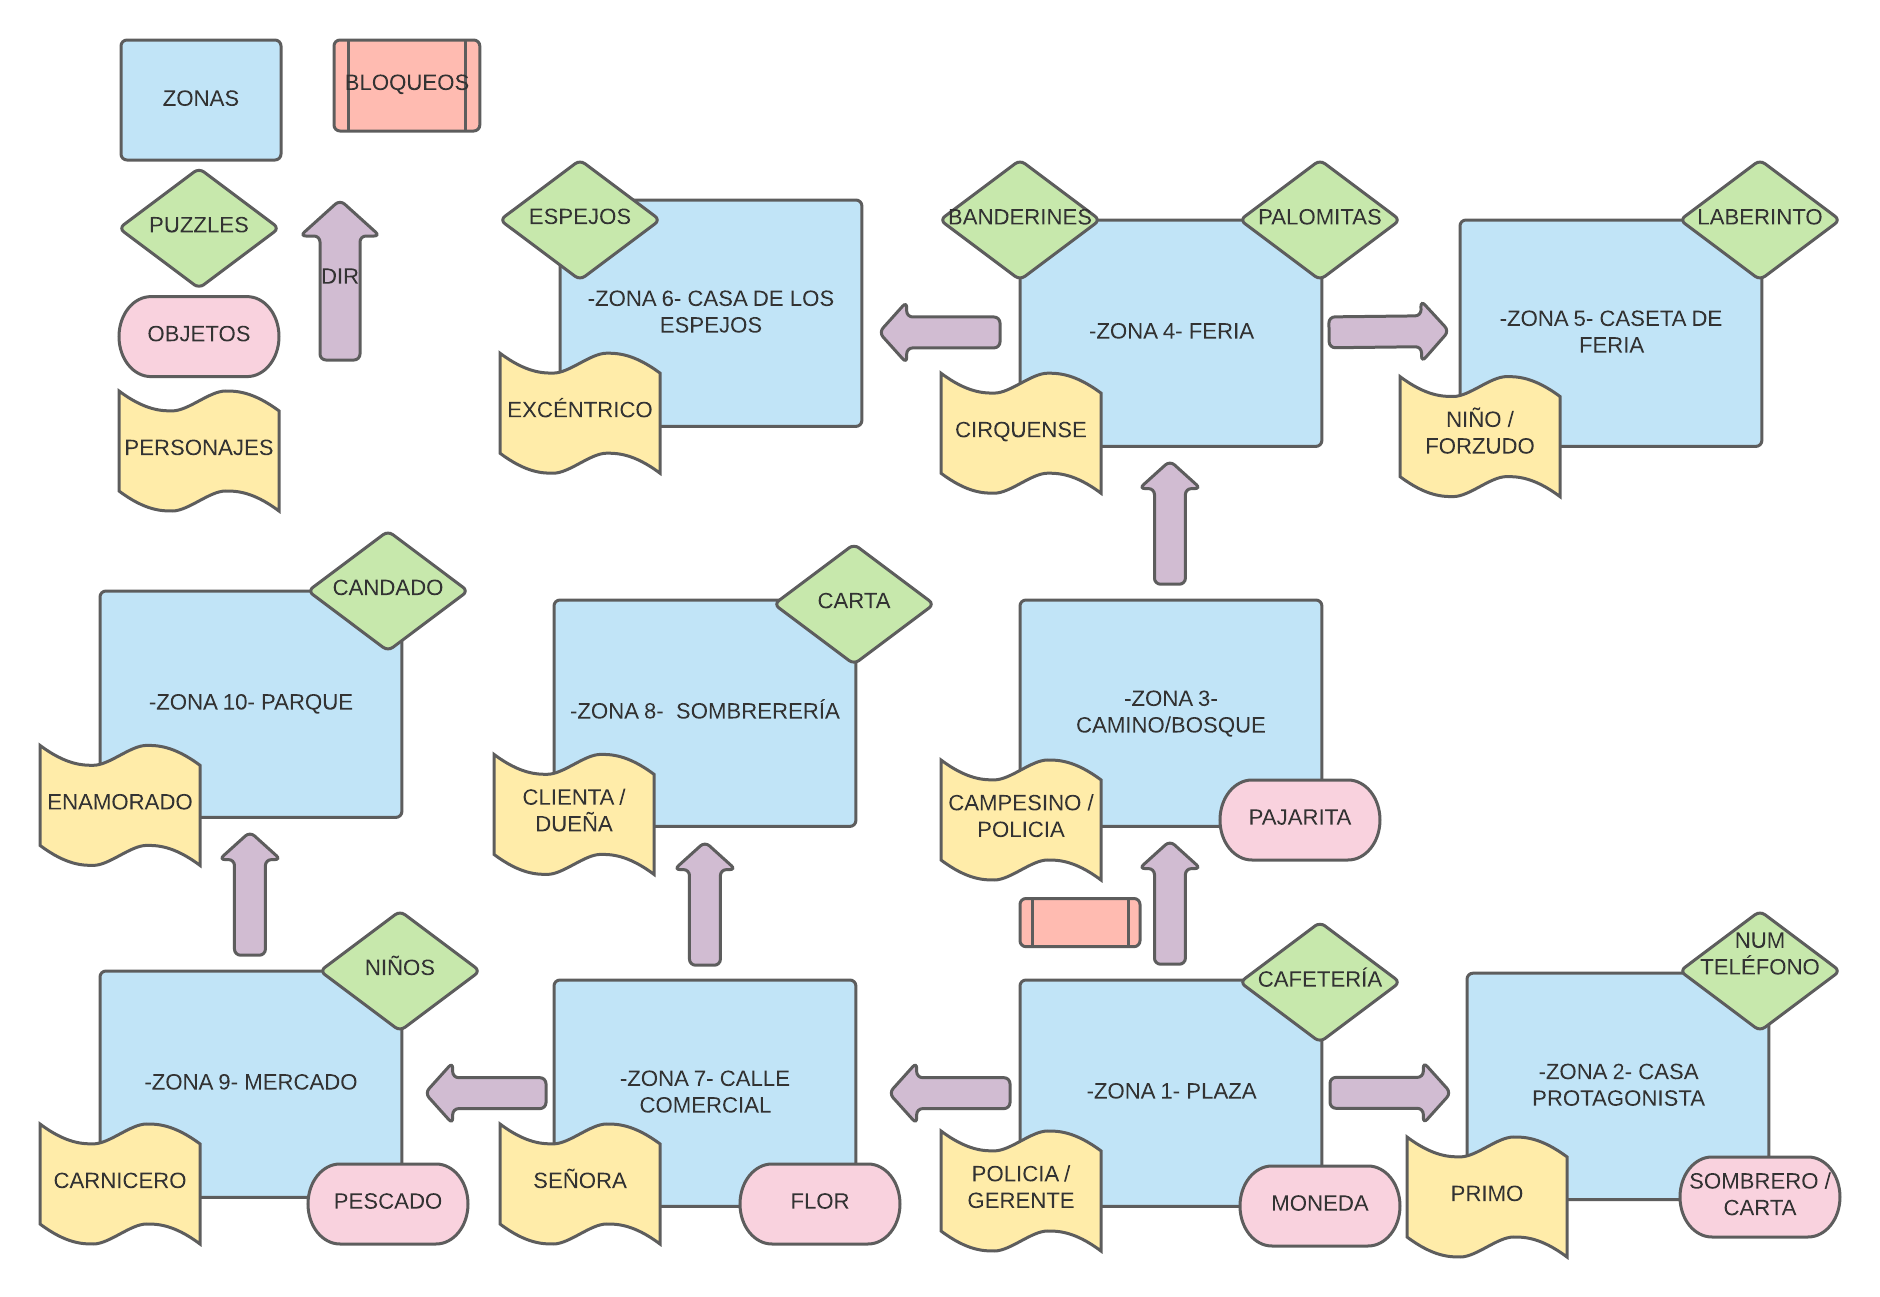 ZONAS
BLOQUEOS
PUZZLES
DIR
OBJETOS
PERSONAJES
ESPEJOS
-ZONA 6- CASA DE LOS
ESPEJOS
EXCÉNTRICO
BANDERINES
PALOMITAS
-ZONA 4- FERIA
CIRQUENSE
LABERINTO
-ZONA 5- CASETA DE
FERIA
NIÑO /
FORZUDO
CANDADO
-ZONA 10- PARQUE
ENAMORADO
CARTA
-ZONA 8-  SOMBRERERÍA
CLIENTA /
DUEÑA
-ZONA 3-
CAMINO/BOSQUE
CAMPESINO /
POLICIA
PAJARITA
NIÑOS
-ZONA 9- MERCADO
CARNICERO
PESCADO
-ZONA 7- CALLE
COMERCIAL
SEÑORA
FLOR
CAFETERÍA
-ZONA 1- PLAZA
POLICIA /
GERENTE
MONEDA
NUM
TELÉFONO
-ZONA 2- CASA
PROTAGONISTA
PRIMO
SOMBRERO /
CARTA